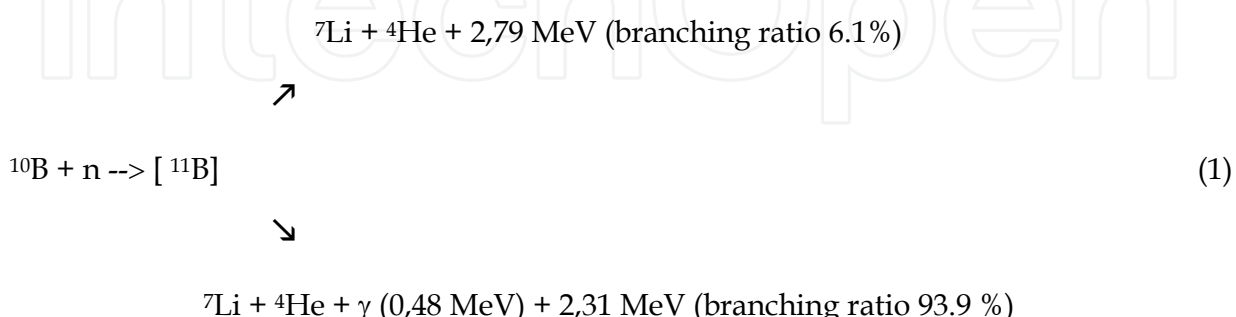 IntechOpen
⁷Li + ⁴He + 2,79 MeV (branching ratio 6.1%)
↗
¹⁰B + n --> [ ¹¹B] (1)
↘
⁷Li + ⁴He + γ (0,48 MeV) + 2,31 MeV (branching ratio 93.9 %)